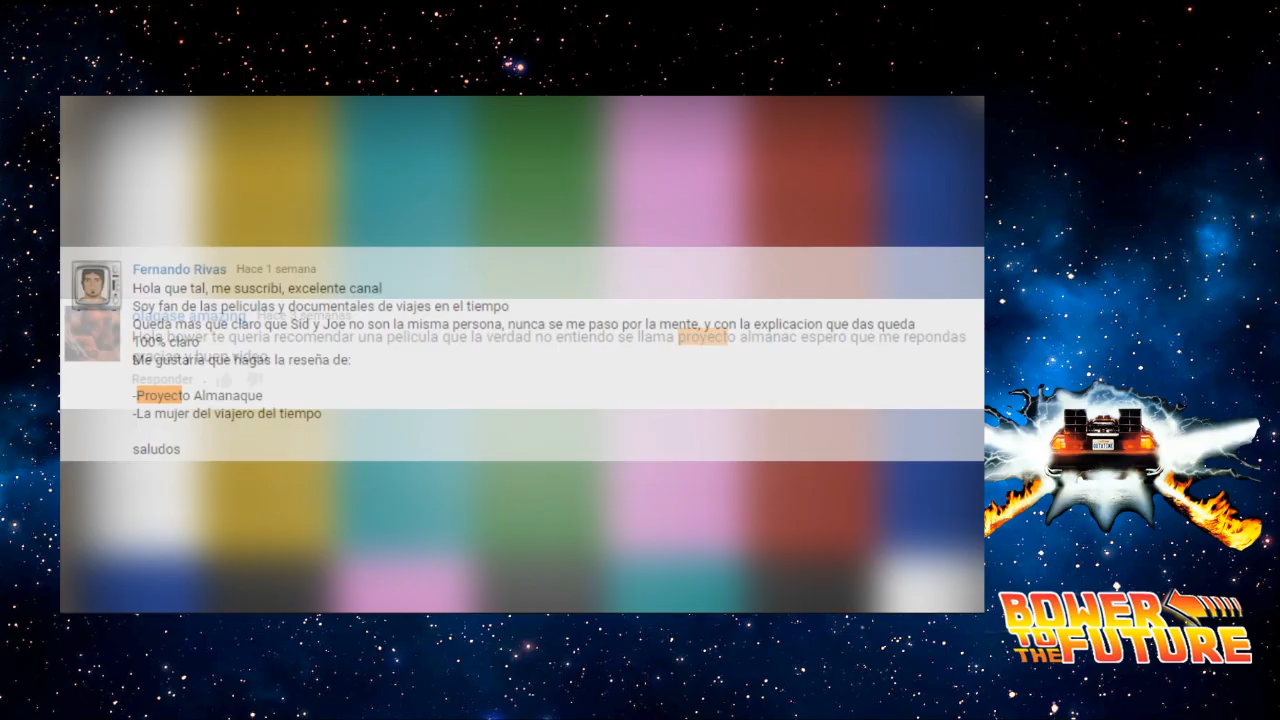 Fernando Rivas Hace 1 semana
Hola que tal, me suscribi, excelente canal
Soy fan de las peliculas y documentales de viajes en el tiempo
amazing Hace
Queda mas que claro que Sid y Joe no son la misma persona, nunca se me paso por la mente, y con la explicacion que das queda
bower te queria recomendar una pelicula que la verdad no entiendo se llama proyecto almanac espero que me repondas
100% claro
Me gustaria que hagas la reseña de:
Responder
-Proyecto Almanaque
-La mujer del viajero del tiempo
saludos
OUTATIME
BOWER
TO
THE FUTURE